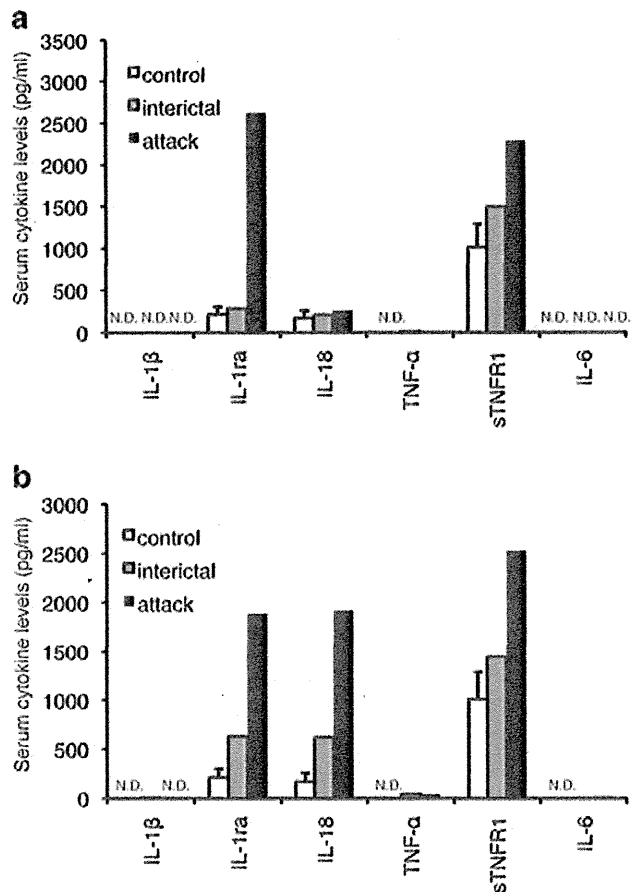 a
Serum cytokine levels (pg/ml)
3500
3000
2500
2000
1500
1000
500
0
control
interictal
attack
N.D. N.D. N.D.
N.D.
N.D. N.D. N.D.
IL-1β
IL-1ra
IL-18
TNF-α
sTNFR1
IL-6
b
Serum cytokine levels (pg/ml)
3000
2500
2000
1500
1000
500
0
control
interictal
attack
N.D.
N.D.
N.D.
N.D.
IL-1β
IL-1ra
IL-18
TNF-α
sTNFR1
IL-6